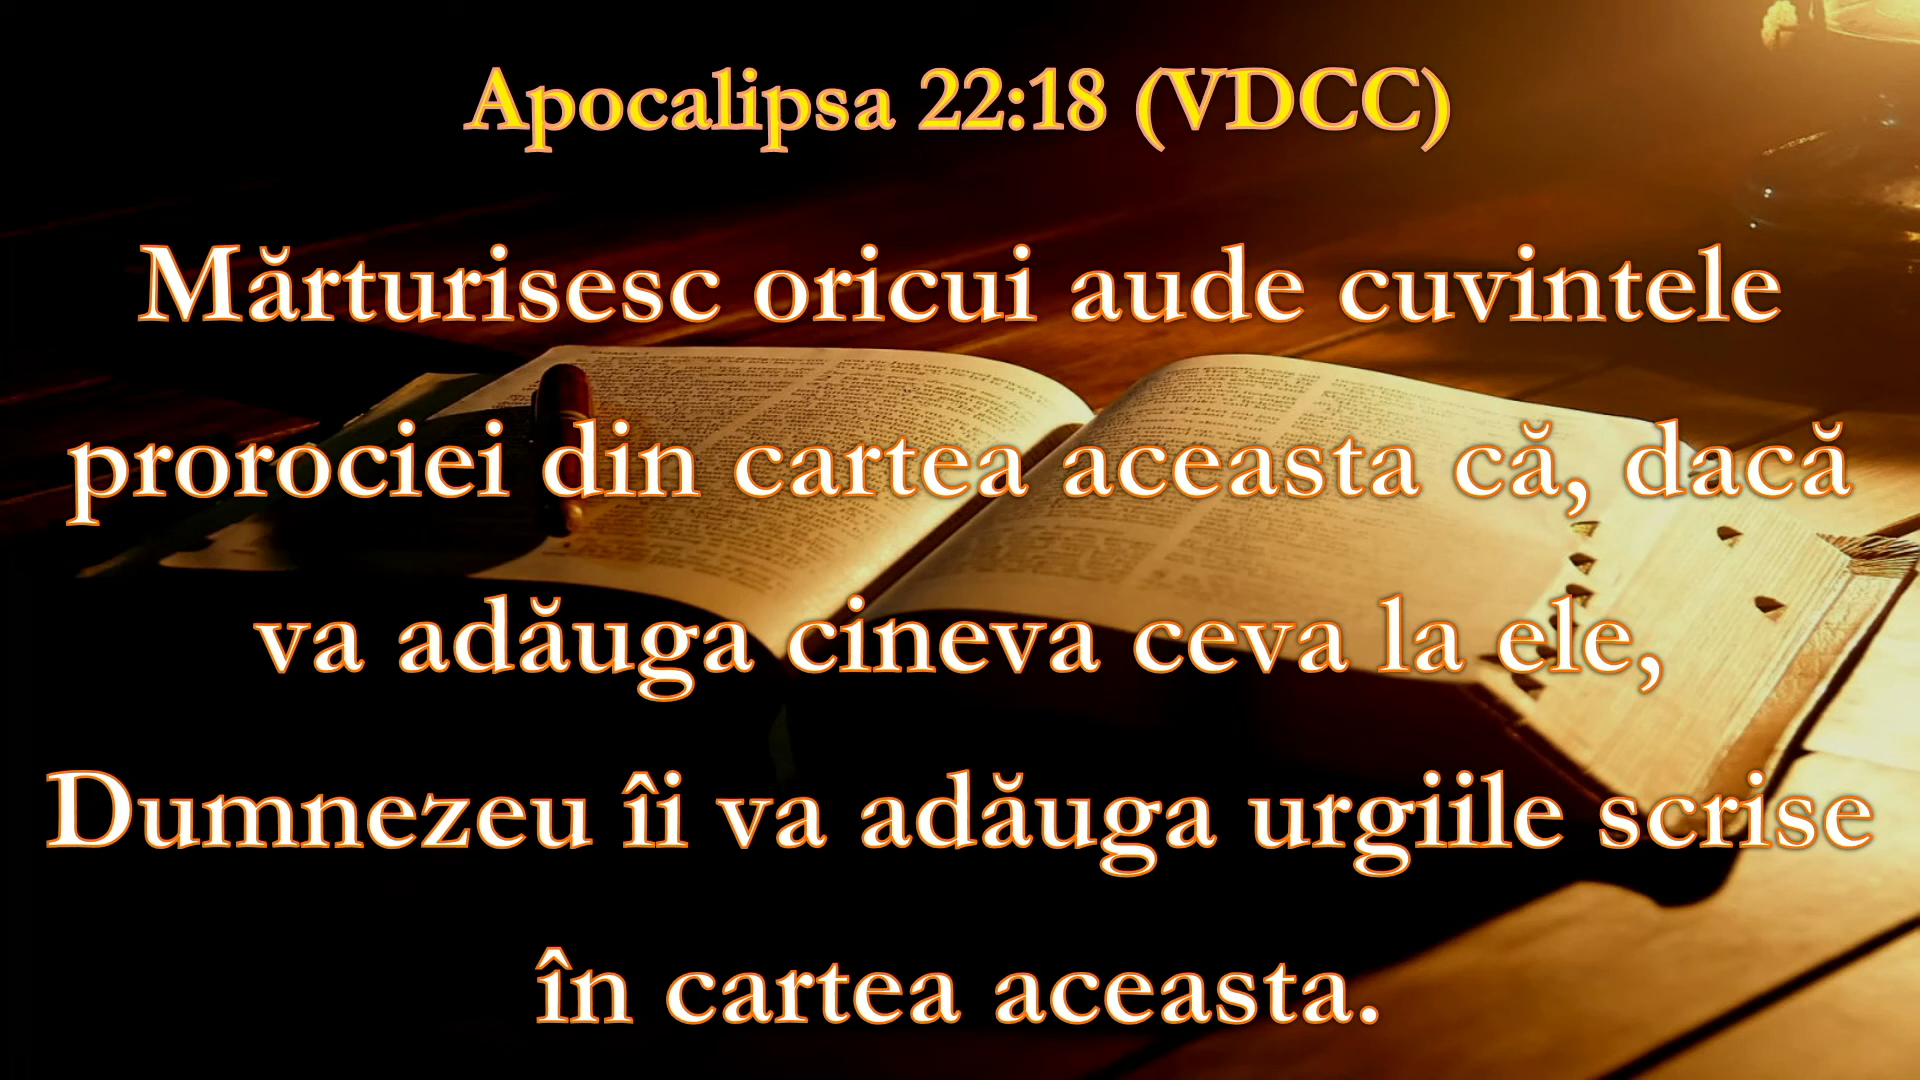 Apocalipsa 22:18 (VDCC)
Mărturisesc oricui aude cuvintele
prorociei din cartea aceasta că, dacă
va adăuga cineva ceva la ele,
Dumnezeu îi va adăuga urgiile scrise
în cartea aceasta.